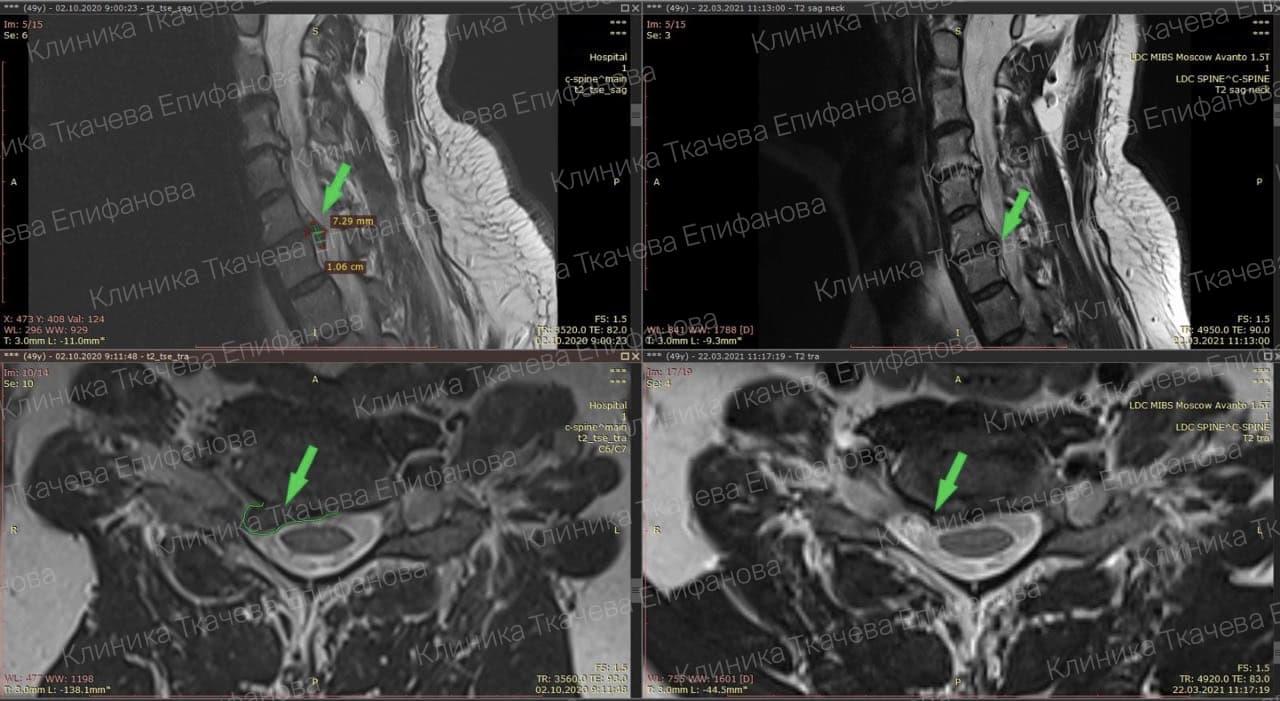 *** (49y) - 02.10.2020 9:00:23 - t2_tse_sag
Im: 5/15
Se: 6
S
***
***
Hospital
1
c-spine^main
t2_tse_sag
A
P
7.29 mm
1.06 cm
X: 473 Y: 408 Val: 124
WL: 296 WW: 929
T: 3.0mm L: -11.0mm"
I
FS: 1.5
TR: 3520.0 TE: 82.0
02.10.2020 9:00:23
*** (49y) - 22.03.2021 11:13:00 - T2 sag neck
Im: 5/15
Se: 3
S
***
***
LDC MIBS Moscow Avanto 1.5T
1
LDC SPINE^C-SPINE
T2 sag neck
A
P
WL: 841 WW: 1788 [D]
T: 3.0mm L: -9.3mm"
I
FS: 1.5
TR: 4950.0 TE: 90.0
22.03.2021 11:13:00
*** (49y) - 02.10.2020 9:11:48 - t2_tse_tra
Im: 10/14
Se: 10
A
***
***
Hospital
1
c-spine^main
t2_tse_tra
C6/C7
R
L
WL: 477 WW: 1198
T: 3.0mm L: -138.1mm"
P
FS: 1.5
TR: 3560.0 TE: 93.0
02.10.2020 9:11:48
*** (49y) - 22.03.2021 11:17:19 - T2 tra
Im: 17/19
Se: 4
A
***
***
LDC MIBS Moscow Avanto 1.5T
1
LDC SPINE^C-SPINE
T2 tra
R
L
WL: 755 WW: 1601 [D]
T: 3.0mm L: -44.5mm"
P
FS: 1.5
TR: 4920.0 TE: 83.0
22.03.2021 11:17:19
Клиника Ткачева Епифанова